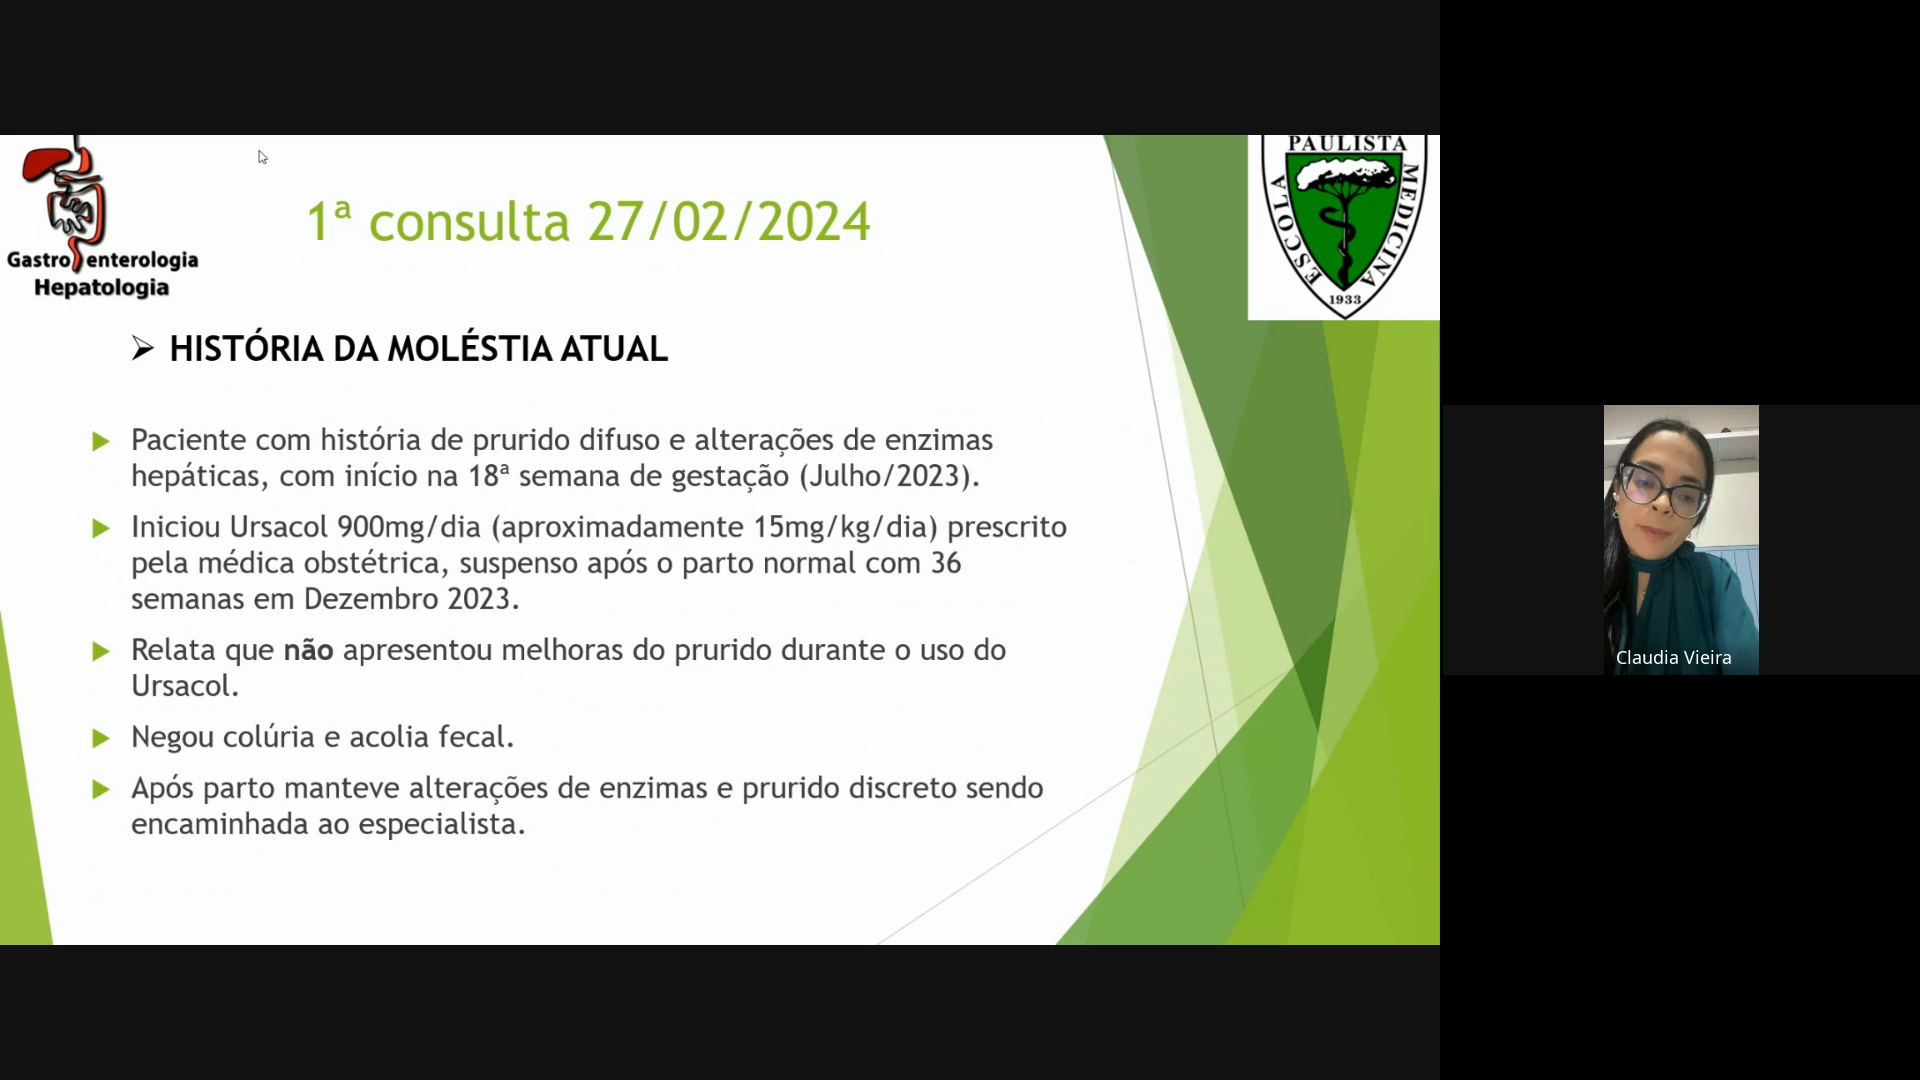 Gastroenterologia
Hepatologia
1ª consulta 27/02/2024
ESCOLA PAULISTA MEDICINA
1933
➢ HISTÓRIA DA MOLÉSTIA ATUAL
Paciente com história de prurido difuso e alterações de enzimas
hepáticas, com início na 18ª semana de gestação (Julho/2023).
Iniciou Ursacol 900mg/dia (aproximadamente 15mg/kg/dia) prescrito
pela médica obstétrica, suspenso após o parto normal com 36
semanas em Dezembro 2023.
Relata que não apresentou melhoras do prurido durante o uso do
Ursacol.
Negou colúria e acolia fecal.
Após parto manteve alterações de enzimas e prurido discreto sendo
encaminhada ao especialista.
Claudia Vieira